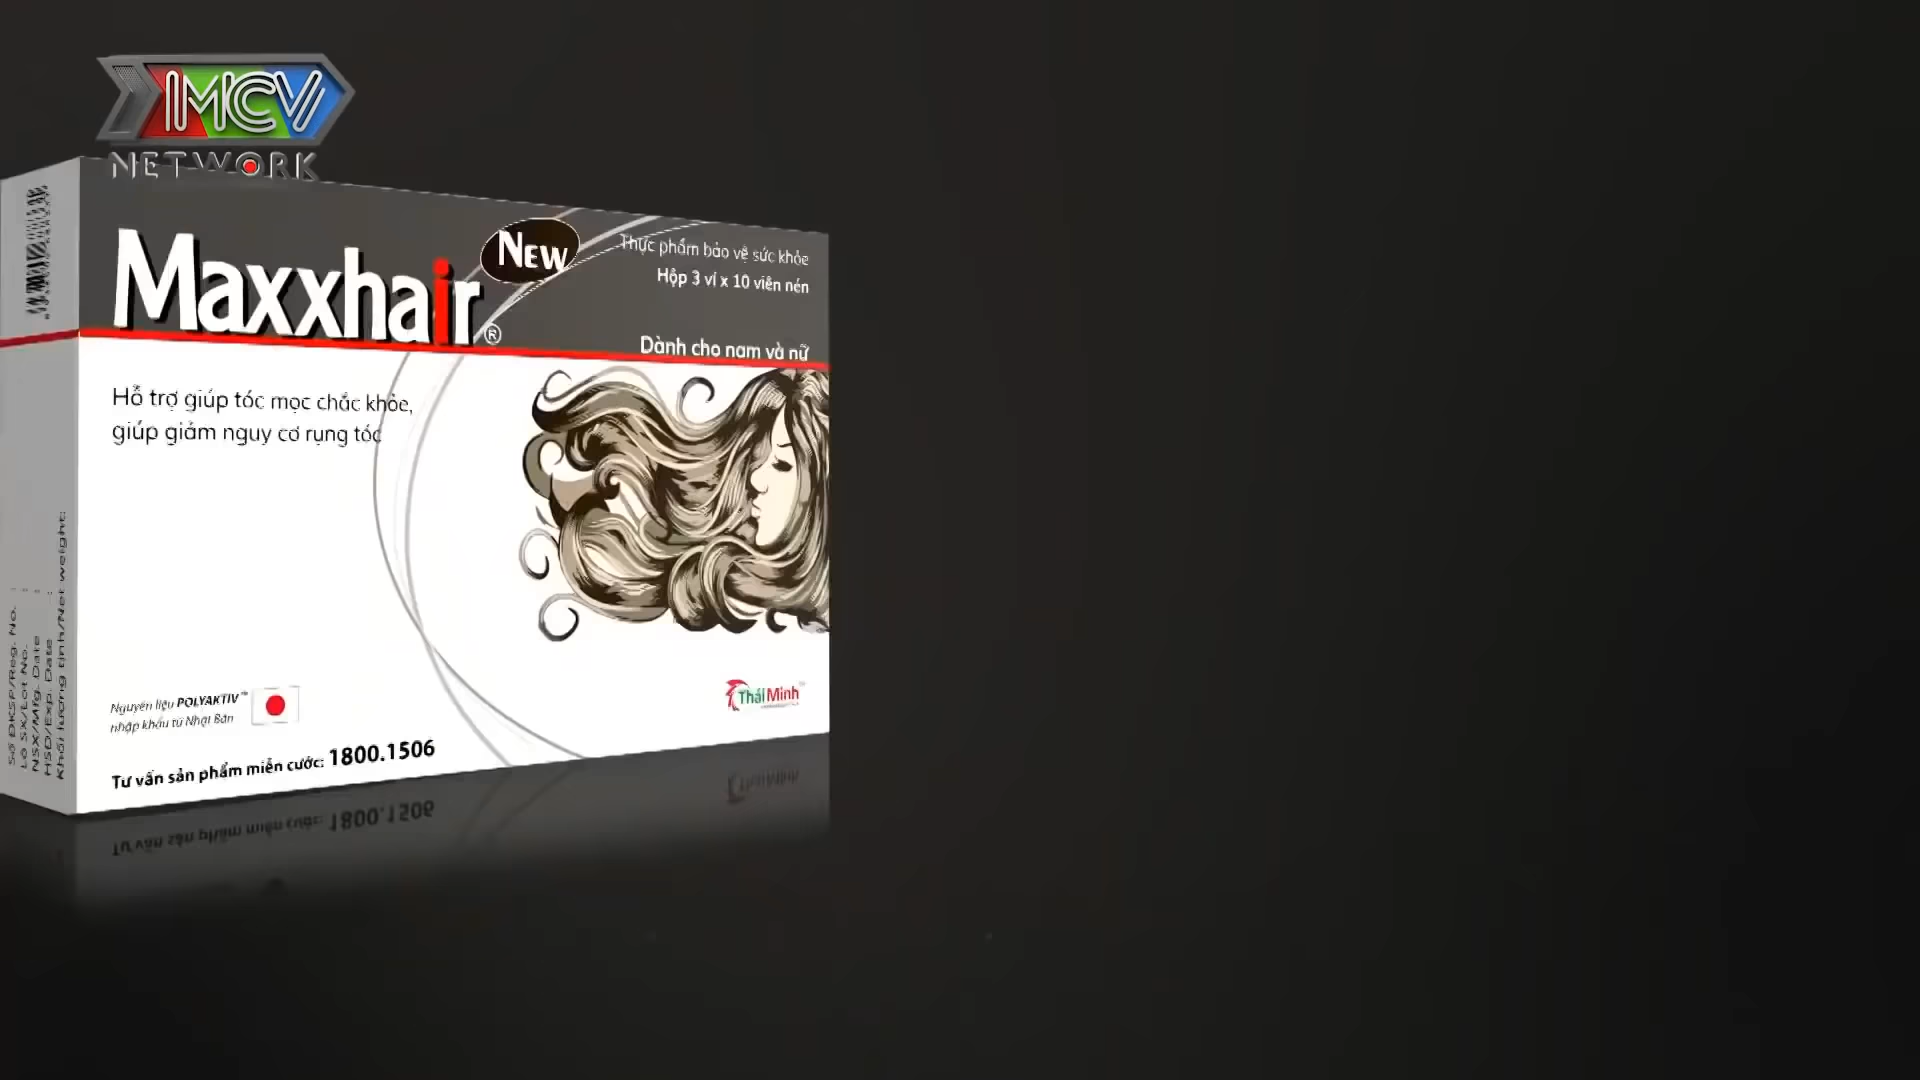 MCV
NETWORK
Maxxhair®
NEW
Thực phẩm bảo vệ sức khỏe
Hộp 3 vỉ x 10 viên nén
Dành cho nam và nữ
Hỗ trợ giúp tóc mọc chắc khỏe,
giúp giảm nguy cơ rụng tóc
Nguyên liệu POLYAKTIV™
nhập khẩu từ Nhật Bản
Thái Minh
Tư vấn sản phẩm miễn cước: 1800.1506
Số ĐKSP/Reg. No. :
Lô SX/Lot No. :
NSX/Mfg. Date :
HSD/Exp. Date :
Khối lượng tịnh/Net weight: